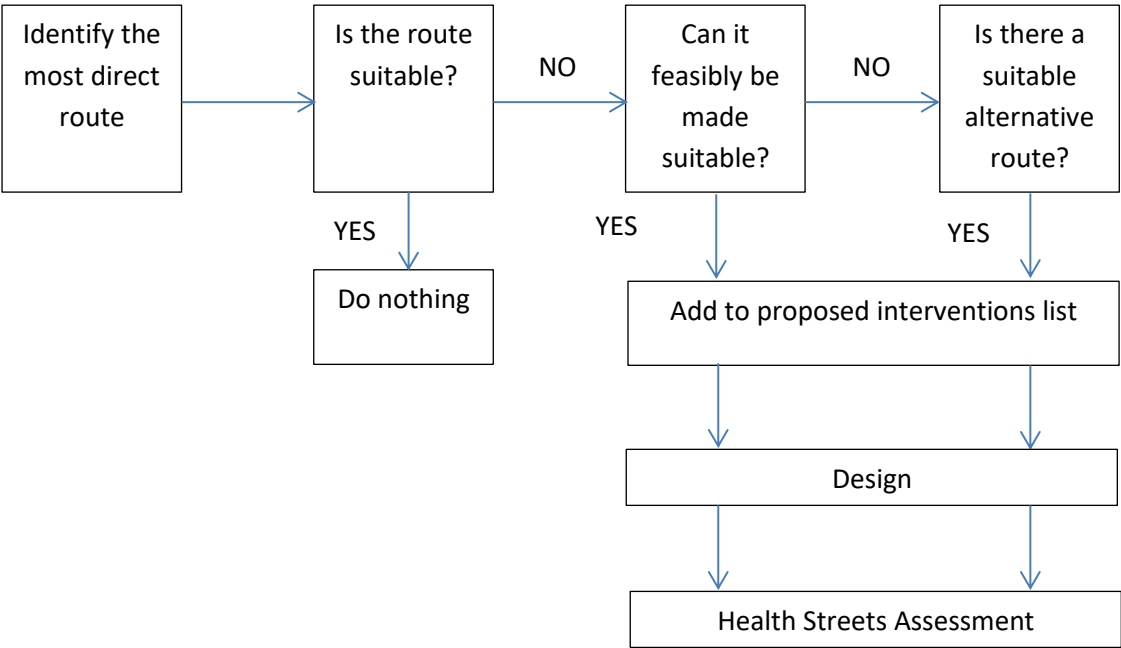 Identify the
most direct
route
Is the route
suitable?
NO
Can it
feasibly be
made
suitable?
NO
Is there a
suitable
alternative
route?
YES
YES
YES
Do nothing
Add to proposed interventions list
Design
Health Streets Assessment